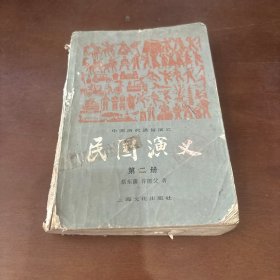 中国历代通俗演义
民国演义
第二册
蔡东藩 许廑父 著
上海文化出版社